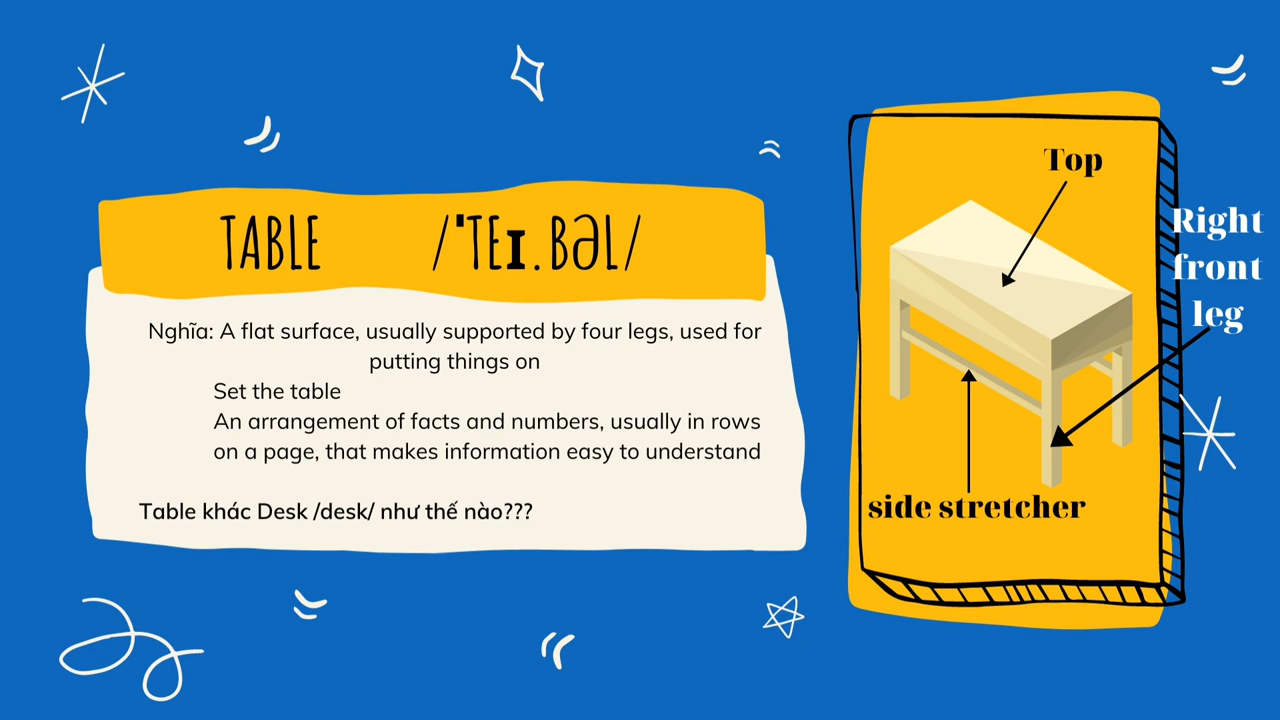 TABLE /ˈTEɪ.BəL/
Nghĩa: A flat surface, usually supported by four legs, used for
putting things on
Set the table
An arrangement of facts and numbers, usually in rows
on a page, that makes information easy to understand
Table khác Desk /desk/ như thế nào???
Top
Right
front
leg
side stretcher